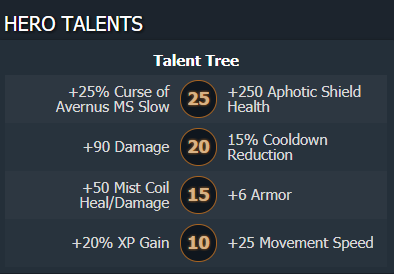 HERO TALENTS
Talent Tree
+25% Curse of
Avernus MS Slow
25
+250 Aphotic Shield
Health
+90 Damage
20
15% Cooldown
Reduction
+50 Mist Coil
Heal/Damage
15
+6 Armor
+20% XP Gain
10
+25 Movement Speed